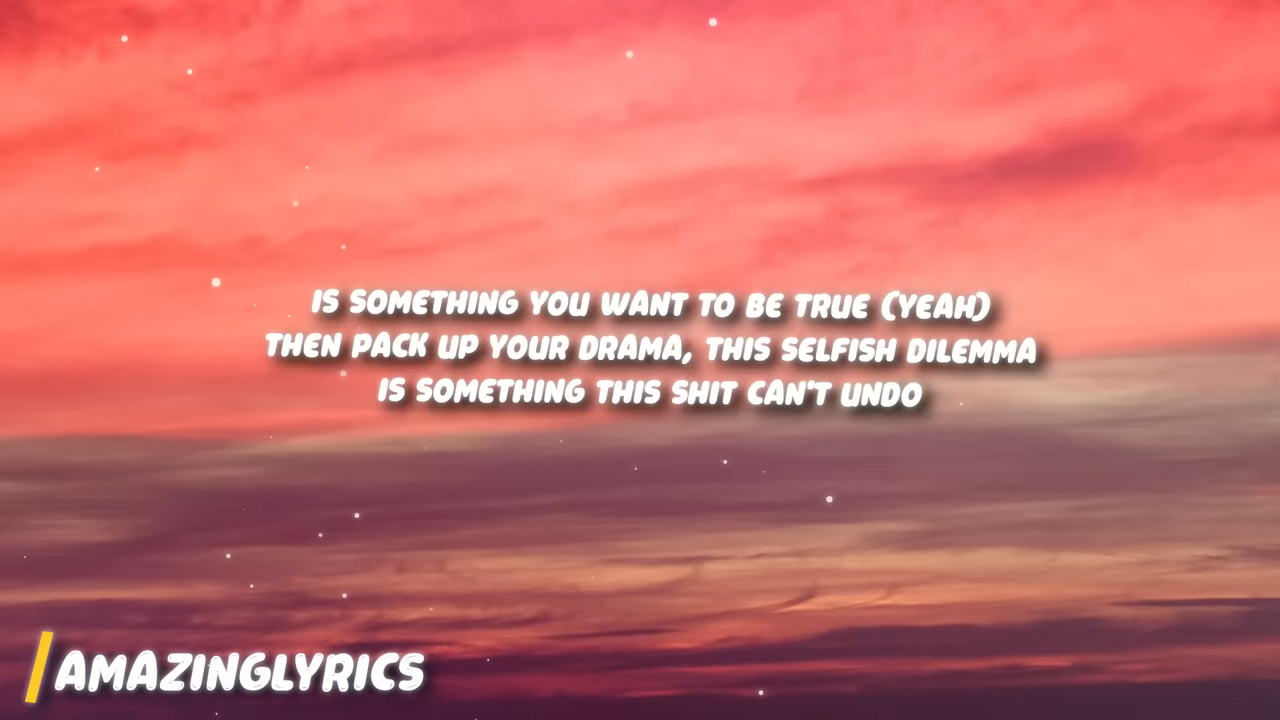 IS SOMETHING YOU WANT TO BE TRUE (YEAH)
THEN PACK UP YOUR DRAMA, THIS SELFISH DILEMMA
IS SOMETHING THIS SHIT CAN'T UNDO
AMAZINGLYRICS